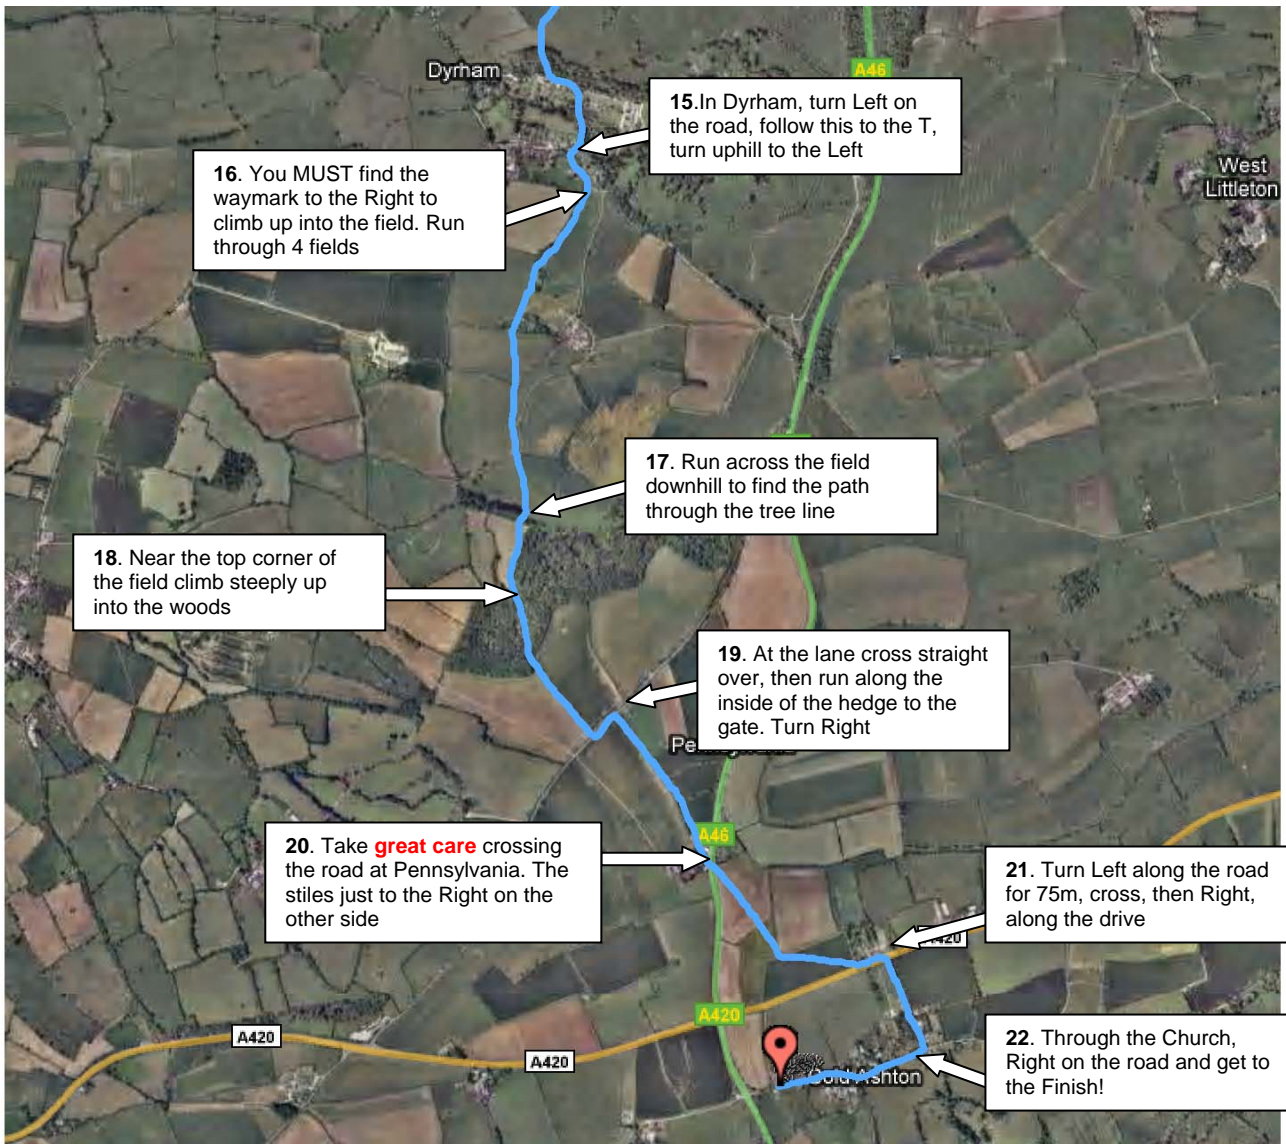 Dyrham
A46
15.In Dyrham, turn Left on
the road, follow this to the T,
turn uphill to the Left
West
Littleton
16. You MUST find the
waymark to the Right to
climb up into the field. Run
through 4 fields
17. Run across the field
downhill to find the path
through the tree line
18. Near the top corner of
the field climb steeply up
into the woods
19. At the lane cross straight
over, then run along the
inside of the hedge to the
gate. Turn Right
A46
20. Take great care crossing
the road at Pennsylvania. The
stiles just to the Right on the
other side
21. Turn Left along the road
for 75m, cross, then Right,
along the drive
A420
A420
A420
A420
22. Through the Church,
Right on the road and get to
the Finish!
Cold Ashton